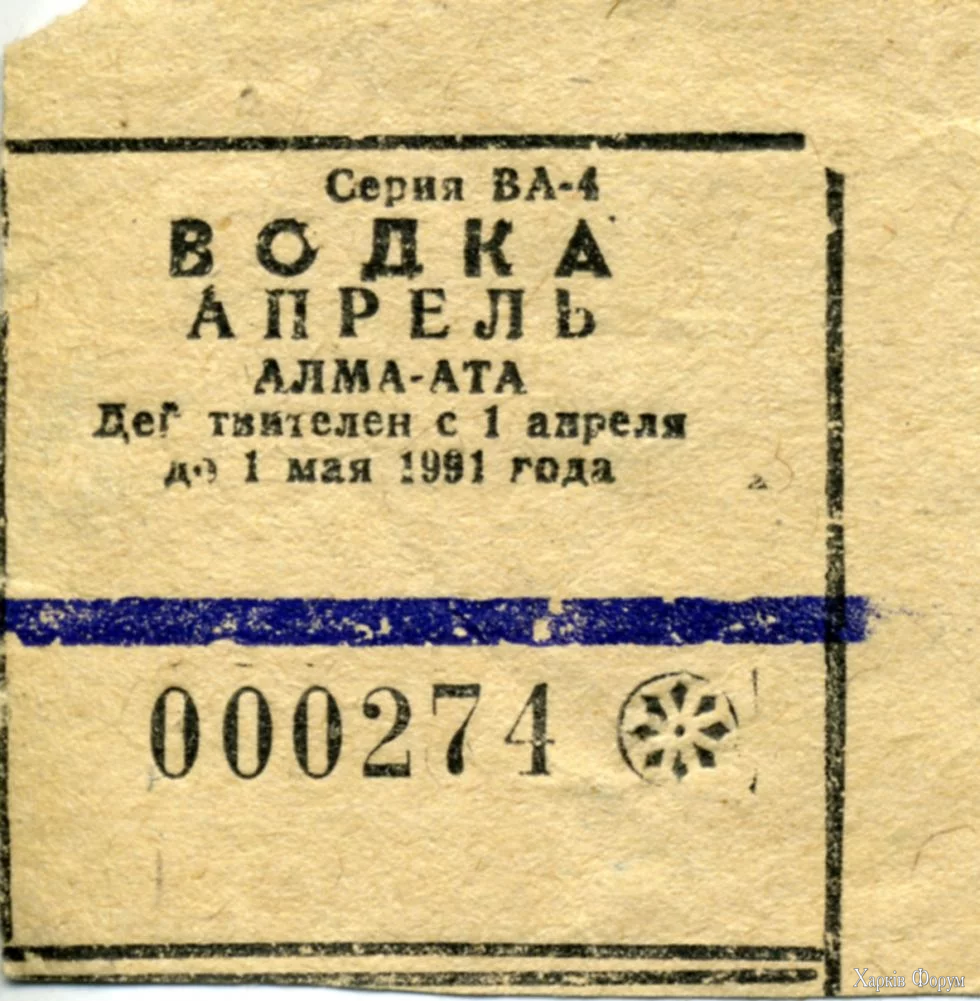 Серия ВА-4
ВОДКА
АПРЕЛЬ
АЛМА-АТА
Действителен с 1 апреля
до 1 мая 1991 года
000274
Харків Форум